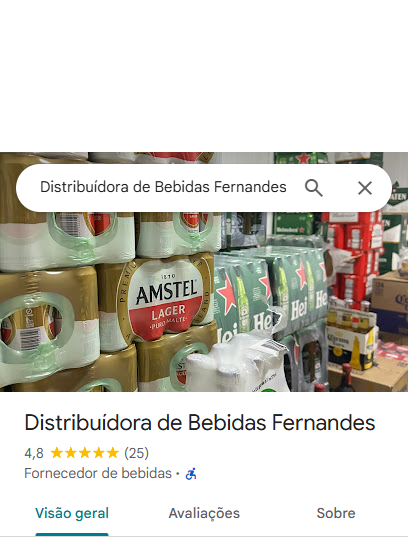 Distribuídora de Bebidas Fernandes
1870
AMSTEL
LAGER
PURO MALTE
Hei
Hei
Distribuídora de Bebidas Fernandes
4,8 (25)
Fornecedor de bebidas ·
Visão geral Avaliações Sobre